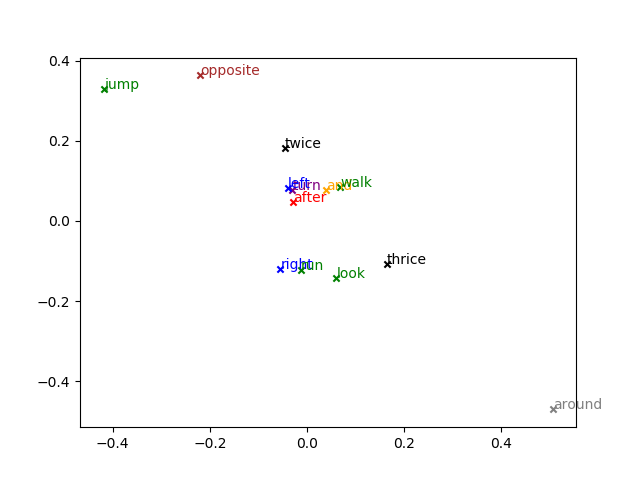 0.4
jump
opposite
0.2
twice
left
turn
and
walk
after
0.0
right
run
look
thrice
−0.2
−0.4
around
−0.4
−0.2
0.0
0.2
0.4